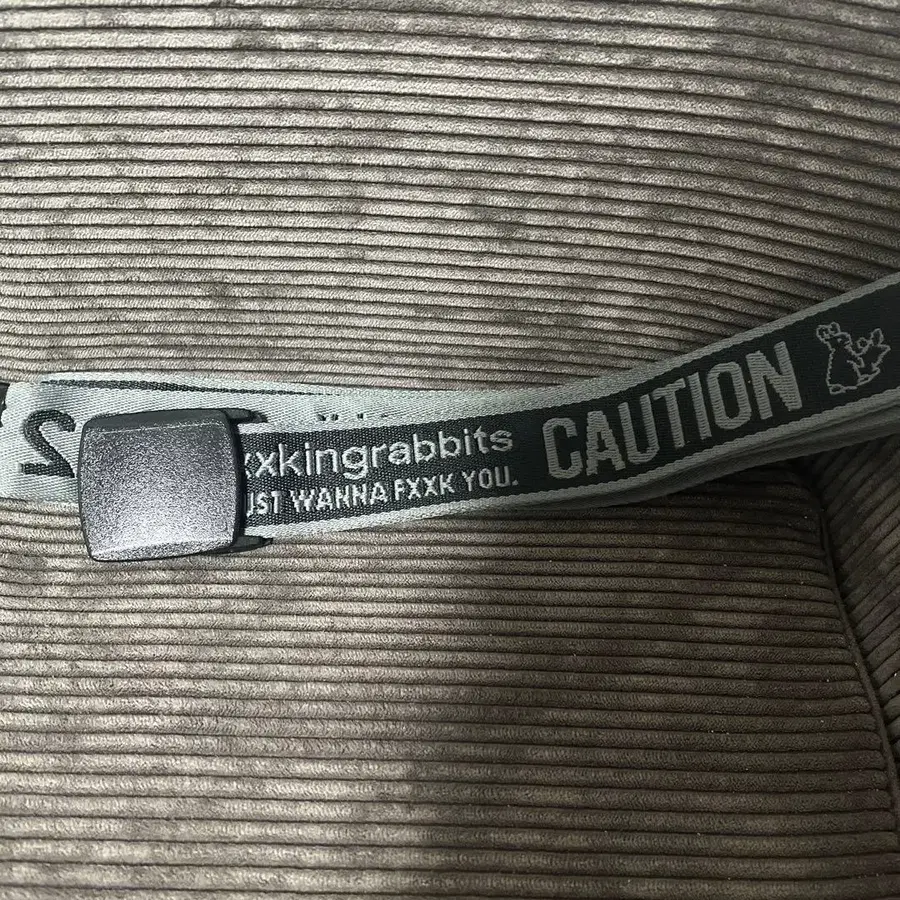 xxkingrabbits
UST WANNA FXXK YOU.
CAUTION